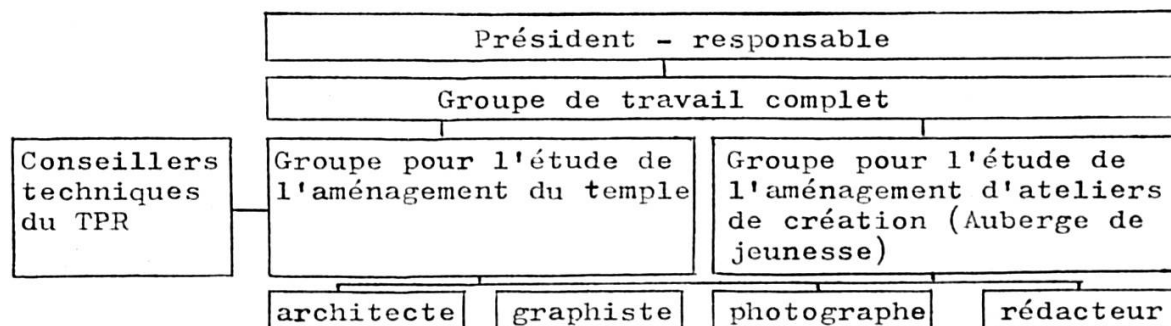 Président - responsable
Groupe de travail complet
Conseillers
techniques
du TPR
Groupe pour l'étude de
l'aménagement du temple
Groupe pour l'étude de
l'aménagement d'ateliers
de création (Auberge de
jeunesse)
architecte
graphiste
photographe
rédacteur